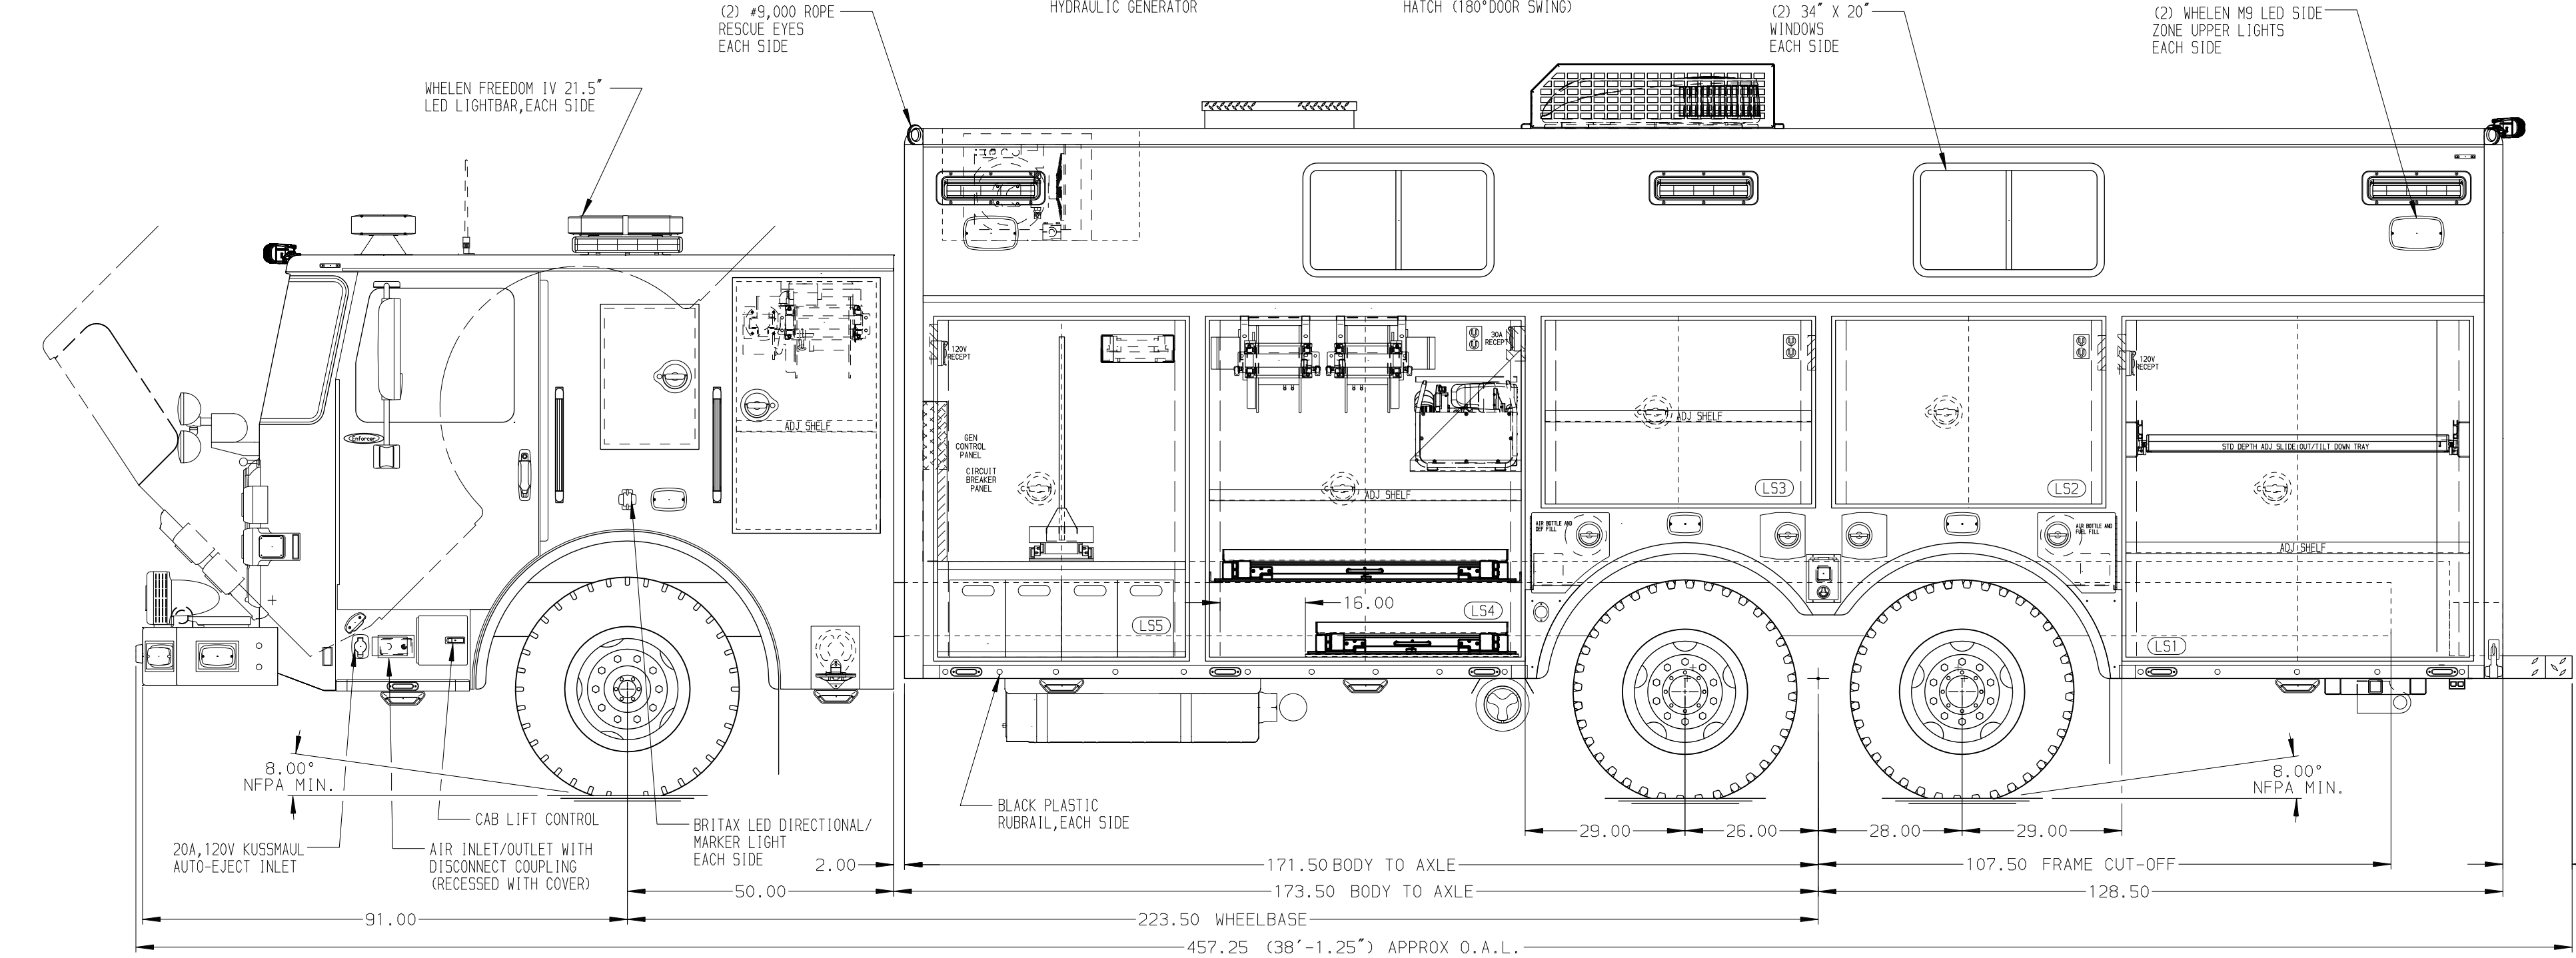 HYDRAULIC GENERATOR
HATCH (180°DOOR SWING)
(2) #9,000 ROPE
RESCUE EYES
EACH SIDE
(2) 34" X 20"
WINDOWS
EACH SIDE
(2) WHELEN M9 LED SIDE
ZONE UPPER LIGHTS
EACH SIDE
WHELEN FREEDOM IV 21.5"
LED LIGHTBAR,EACH SIDE
Enforcer
ADJ SHELF
120V
RECEPT
GEN
CONTROL
PANEL
CIRCUIT
BREAKER
PANEL
LS5
30A
RECEPT
ADJ SHELF
16.00
LS4
ADJ SHELF
LS3
LS2
AIR BOTTLE AND
DEF FILL
AIR BOTTLE AND
FUEL FILL
120V
RECEPT
STD DEPTH ADJ SLIDE OUT/TILT DOWN TRAY
ADJ SHELF
LS1
8.00°
NFPA MIN.
8.00°
NFPA MIN.
20A,120V KUSSMAUL
AUTO-EJECT INLET
AIR INLET/OUTLET WITH
DISCONNECT COUPLING
(RECESSED WITH COVER)
CAB LIFT CONTROL
BRITAX LED DIRECTIONAL/
MARKER LIGHT
EACH SIDE
BLACK PLASTIC
RUBRAIL,EACH SIDE
29.00
26.00
28.00
29.00
2.00
171.50 BODY TO AXLE
107.50 FRAME CUT-OFF
50.00
173.50 BODY TO AXLE
128.50
91.00
223.50 WHEELBASE
457.25 (38'-1.25") APPROX O.A.L.